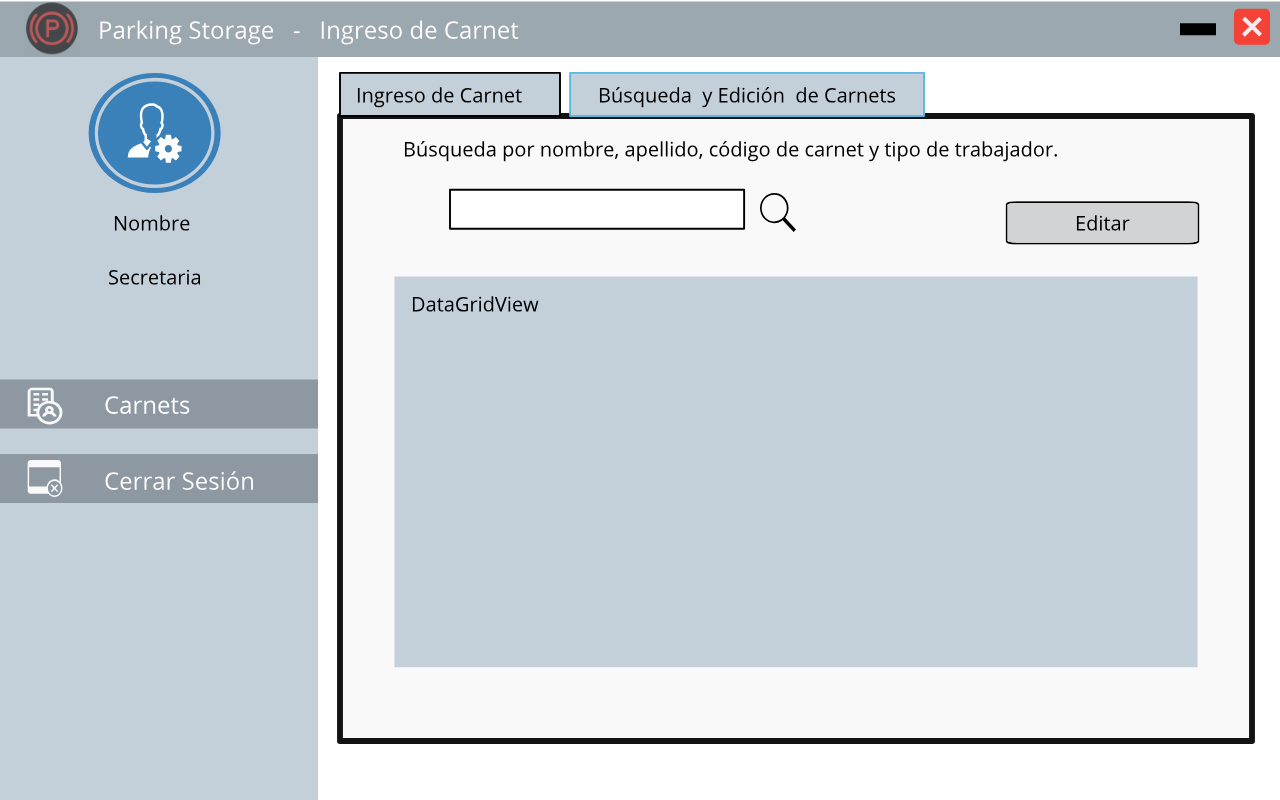 P Parking Storage - Ingreso de Carnet
Nombre
Secretaria
Carnets
Cerrar Sesión
Ingreso de Carnet
Búsqueda y Edición de Carnets
Búsqueda por nombre, apellido, código de carnet y tipo de trabajador.
Editar
DataGridView